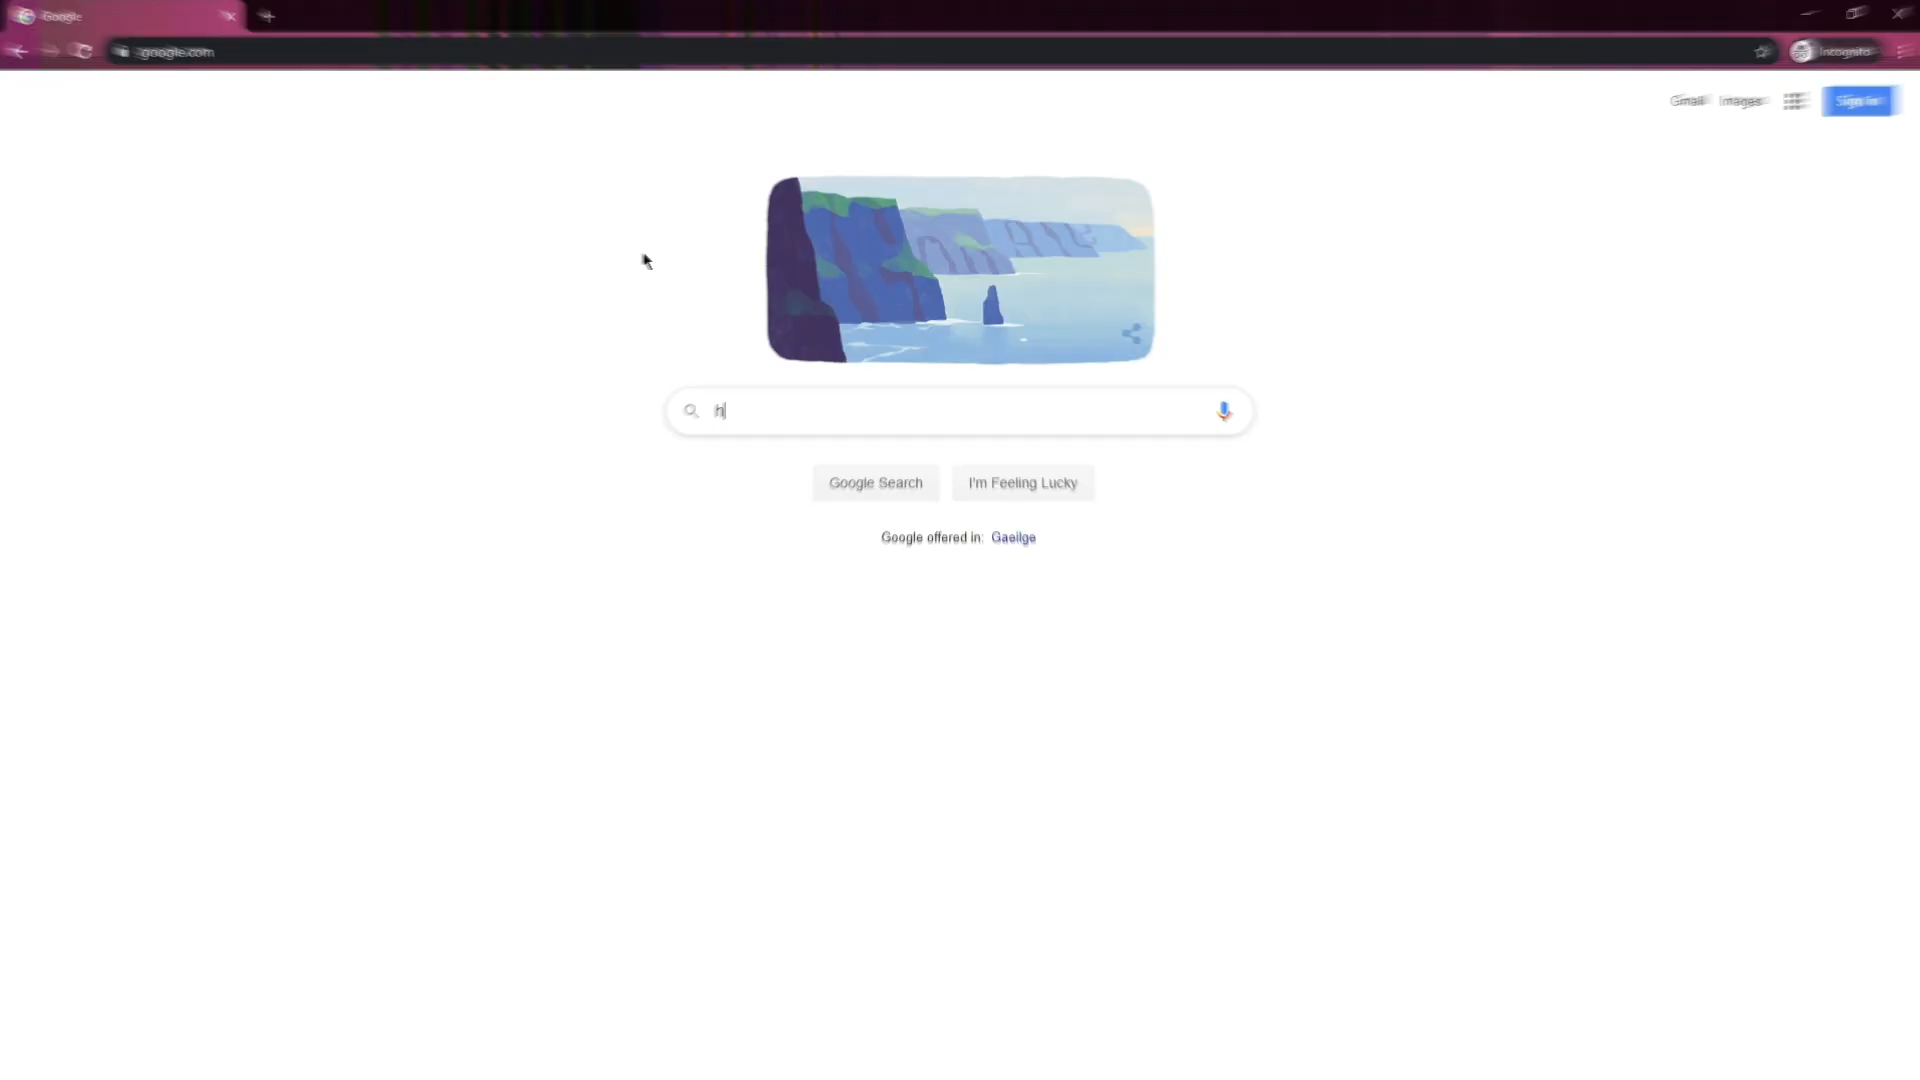 Google
google.com
Incognito
Gmail Images Sign in
h
Google Search I'm Feeling Lucky
Google offered in: Gaeilge